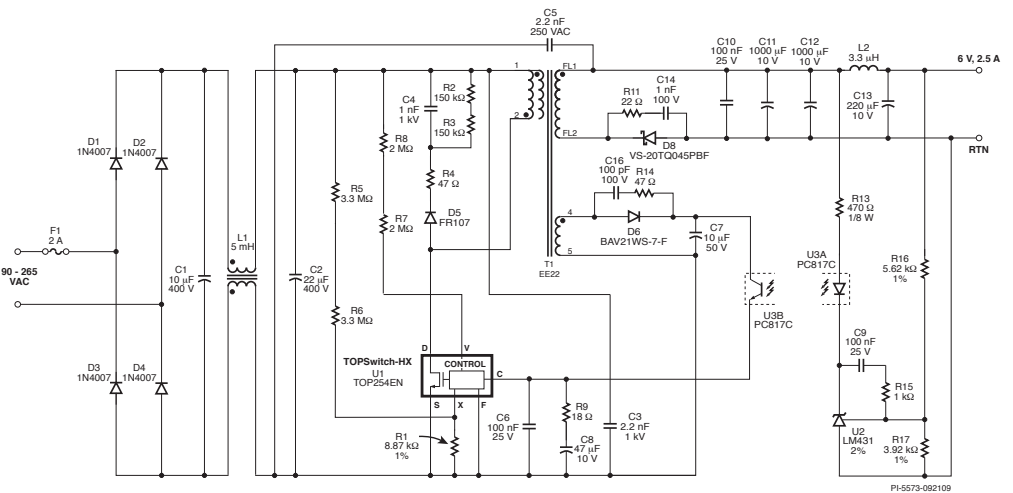 C5
2.2 nF
250 VAC
C10
100 nF
25 V
C11
1000 µF
10 V
C12
1000 µF
10 V
L2
3.3 µH
6 V, 2.5 A
1
FL1
R2
150 kΩ
C4
1 nF
1 kV
R3
150 kΩ
2
FL2
R11
22 Ω
C14
1 nF
100 V
C13
220 µF
10 V
D8
VS-20TQ045PBF
RTN
D1
1N4007
D2
1N4007
R8
2 MΩ
R4
47 Ω
C16
100 pF
100 V
R14
47 Ω
R5
3.3 MΩ
R7
2 MΩ
D5
FR107
4
D6
BAV21WS-7-F
C7
10 µF
50 V
R13
470 Ω
1/8 W
F1
2 A
L1
5 mH
5
T1
EE22
90 - 265
VAC
C1
10 µF
400 V
C2
22 µF
400 V
U3A
PC817C
R16
5.62 kΩ
1%
R6
3.3 MΩ
U3B
PC817C
C9
100 nF
25 V
D
V
TOPSwitch-HX
U1
TOP254EN
CONTROL
C
S
X
F
D3
1N4007
D4
1N4007
R15
1 kΩ
R9
18 Ω
C6
100 nF
25 V
C3
2.2 nF
1 kV
R1
8.87 kΩ
1%
C8
47 µF
10 V
U2
LM431
2%
R17
3.92 kΩ
1%
PI-5573-092109